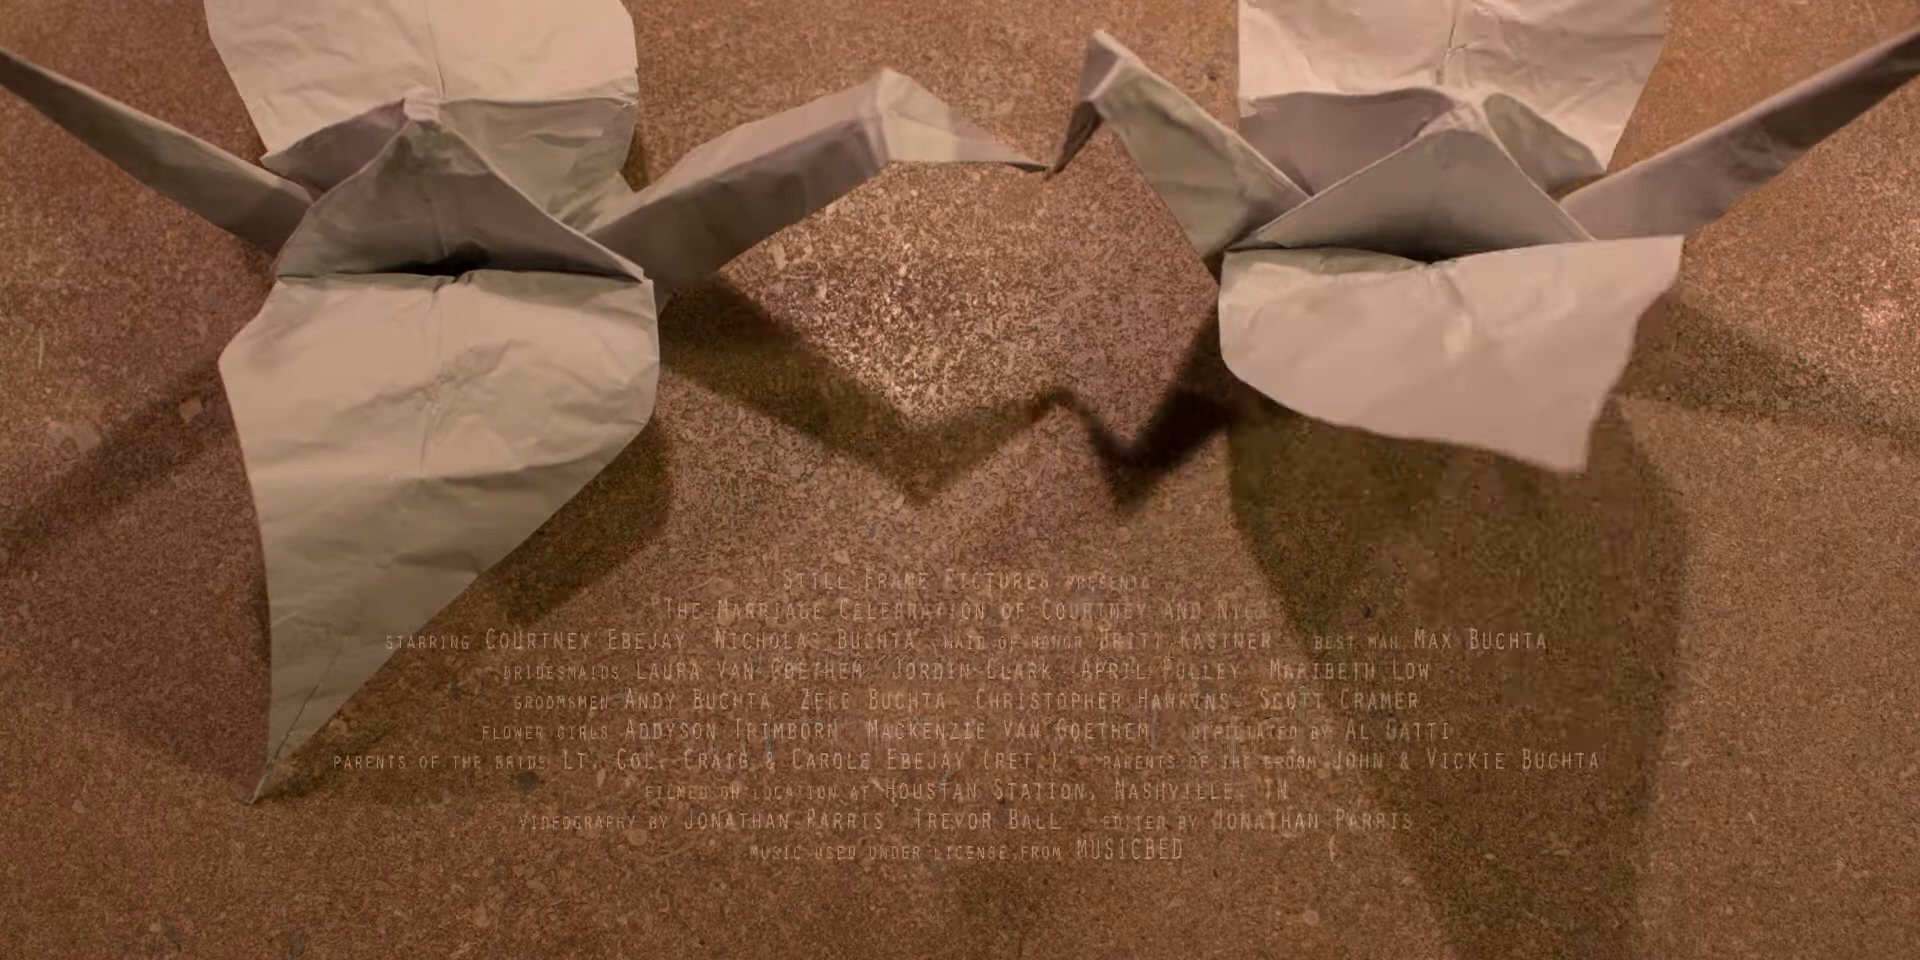 STILL FRAME PICTURES PRESENTS
"THE MARRIAGE CELEBRATION OF COURTNEY AND
STARRING COURTNEY EBEJAY NICHOLAS BUCHTA MAID OF HONOR BRITT KASTNER BEST MAN MAX BUCHTA
BRIDESMAIDS LAURA VAN GOETHEM JORDIN CLARK APRIL POLLEY MARIBETH LOW
GROOMSMEN ANDY BUCHTA ZEKE BUCHTA CHRISTOPHER HAWKINS SCOTT CRAMER
FLOWER GIRLS ADDYSON TRIMBORN MACKENZIE VAN GOETHEM OFFICIATED BY AL GATTI
PARENTS OF THE BRIDE LT. COL. CRAIG & CAROLE EBEJAY (RET.) PARENTS OF THE GROOM JOHN & VICKIE BUCHTA
FILMED ON LOCATION AT HOUSTAN STATION, NASHVILLE, TN
VIDEOGRAPHY BY JONATHAN PARRIS TREVOR BALL EDITED BY JONATHAN PARRIS
MUSIC USED UNDER LICENSE FROM MUSICBED